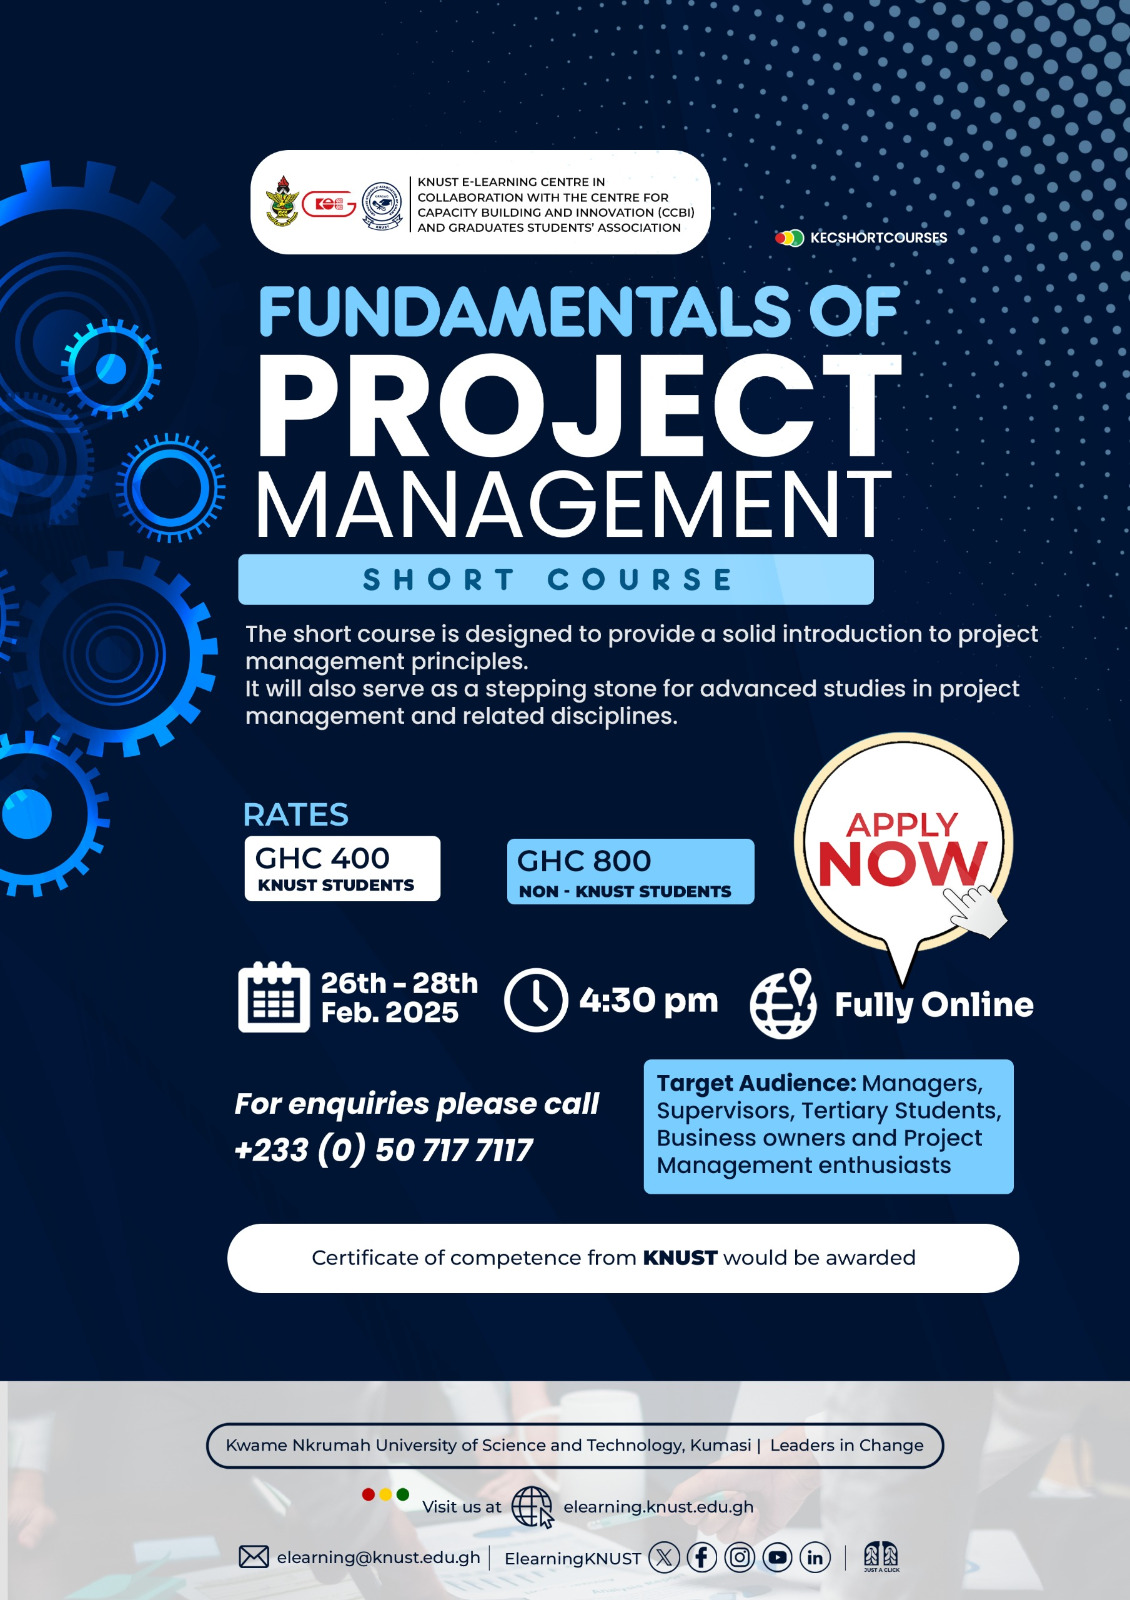 KNUST E-LEARNING CENTRE IN
COLLABORATION WITH THE CENTRE FOR
CAPACITY BUILDING AND INNOVATION (CCBI)
AND GRADUATES STUDENTS' ASSOCIATION
KECSHORTCOURSES
FUNDAMENTALS OF
PROJECT
MANAGEMENT
SHORT COURSE
The short course is designed to provide a solid introduction to project
management principles.
It will also serve as a stepping stone for advanced studies in project
management and related disciplines.
RATES
GHC 400
KNUST STUDENTS
GHC 800
NON - KNUST STUDENTS
APPLY
NOW
26th – 28th
Feb. 2025
4:30 pm
Fully Online
For enquiries please call
+233 (0) 50 717 7117
Target Audience: Managers,
Supervisors, Tertiary Students,
Business owners and Project
Management enthusiasts
Certificate of competence from KNUST would be awarded
Kwame Nkrumah University of Science and Technology, Kumasi | Leaders in Change
Visit us at elearning.knust.edu.gh
elearning@knust.edu.gh | ElearningKNUST
JUST A CLICK